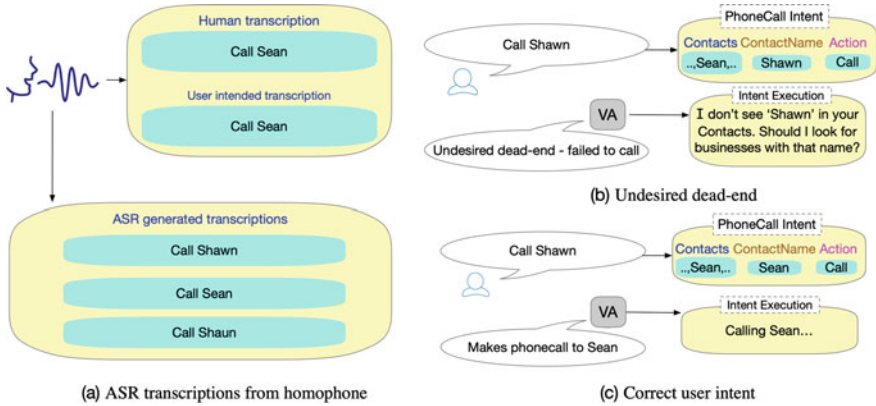 Human transcription
Call Sean
User intended transcription
Call Sean
ASR generated transcriptions
Call Shawn
Call Sean
Call Shaun
(a) ASR transcriptions from homophone
Call Shawn
PhoneCall Intent
Contacts ContactName Action
..,Sean,.. Shawn Call
VA
Undesired dead-end - failed to call
Intent Execution
I don't see 'Shawn' in your
Contacts. Should I look for
businesses with that name?
(b) Undesired dead-end
Call Shawn
PhoneCall Intent
Contacts ContactName Action
..,Sean,.. Sean Call
VA
Makes phonecall to Sean
Intent Execution
Calling Sean...
(c) Correct user intent